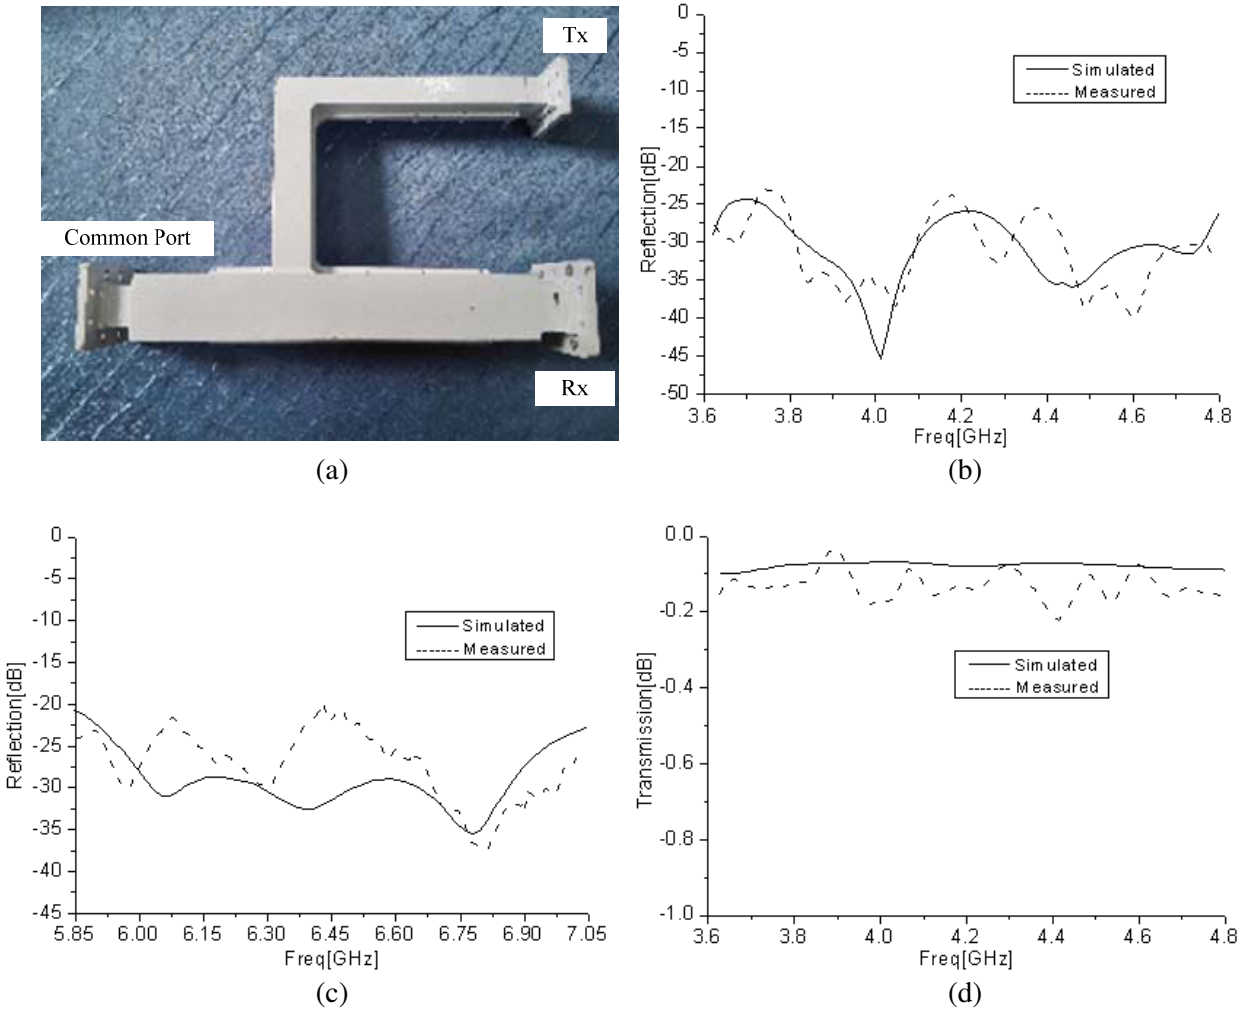 Tx
Common Port
Rx
(a)
0
-5
-10
-15
-20
-25
-30
-35
-40
-45
-50
Reflection[dB]
Simulated
Measured
3.6 3.8 4.0 4.2 4.4 4.6 4.8
Freq[GHz]
(b)
0
-5
-10
-15
-20
-25
-30
-35
-40
-45
Reflection[dB]
Simulated
Measured
5.85 6.00 6.15 6.30 6.45 6.60 6.75 6.90 7.05
Freq[GHz]
(c)
0.0
-0.2
-0.4
-0.6
-0.8
-1.0
Transmission[dB]
Simulated
Measured
3.6 3.8 4.0 4.2 4.4 4.6 4.8
Freq[GHz]
(d)